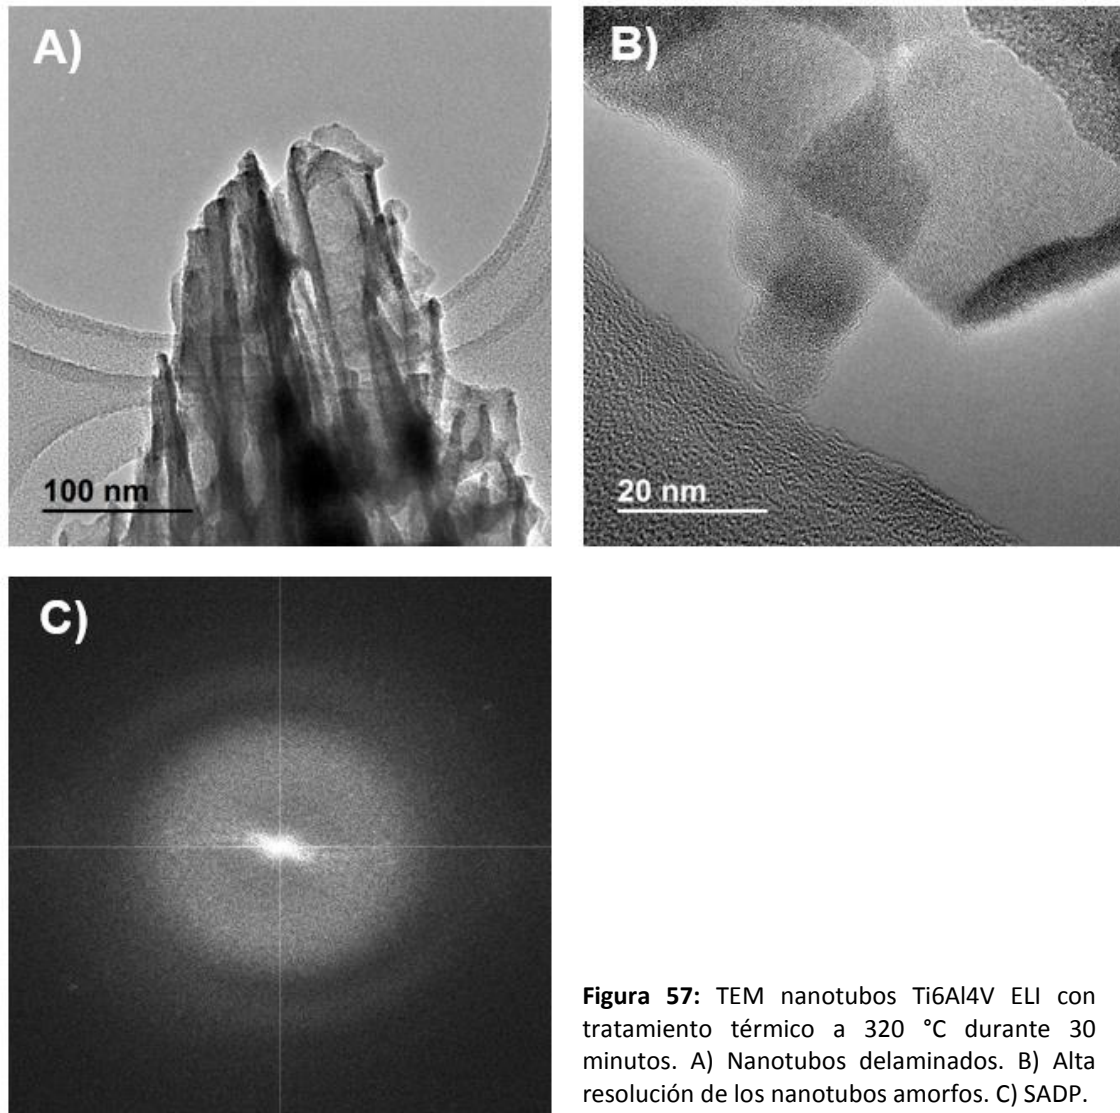 A)
B)
100 nm
20 nm
C)
Figura 57: TEM nanotubos Ti6Al4V ELI con
tratamiento térmico a 320 °C durante 30
minutos. A) Nanotubos delaminados. B) Alta
resolución de los nanotubos amorfos. C) SADP.